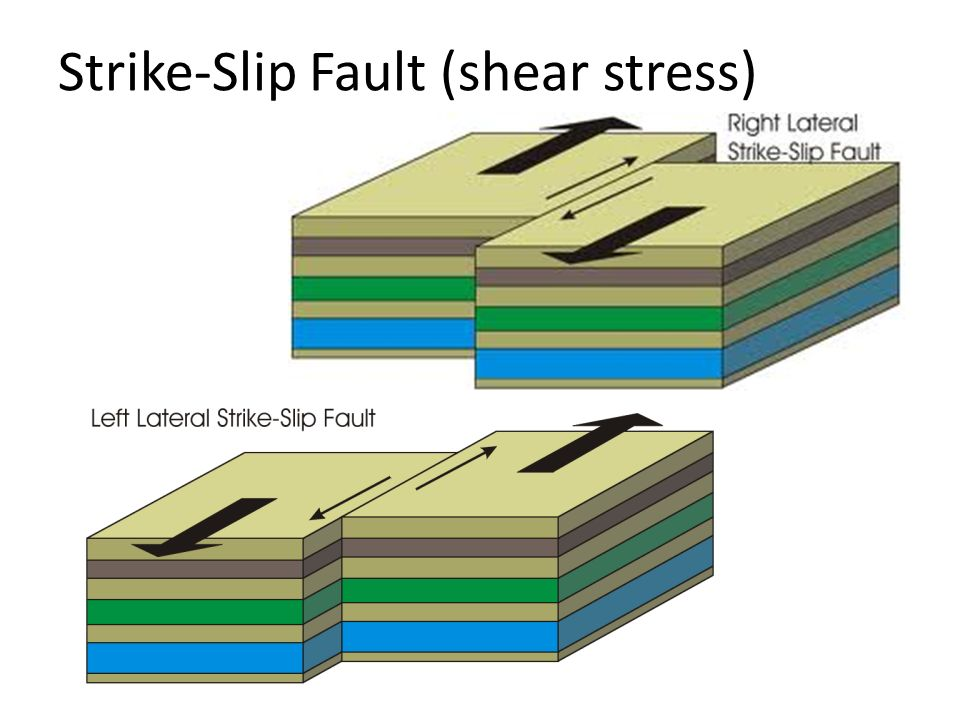 Strike-Slip Fault (shear stress)
Right Lateral
Strike-Slip Fault
Left Lateral Strike-Slip Fault